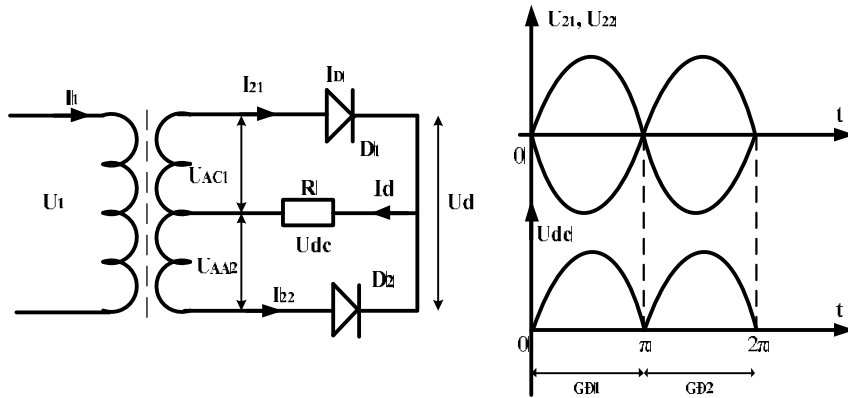 U21, U22
I1
I21
ID
t
D1
0
UAC1
R
Id
U1
Ud
Udc
Udc
UAA2
D2
I22
t
0
π
2π
GĐ1
GĐ2